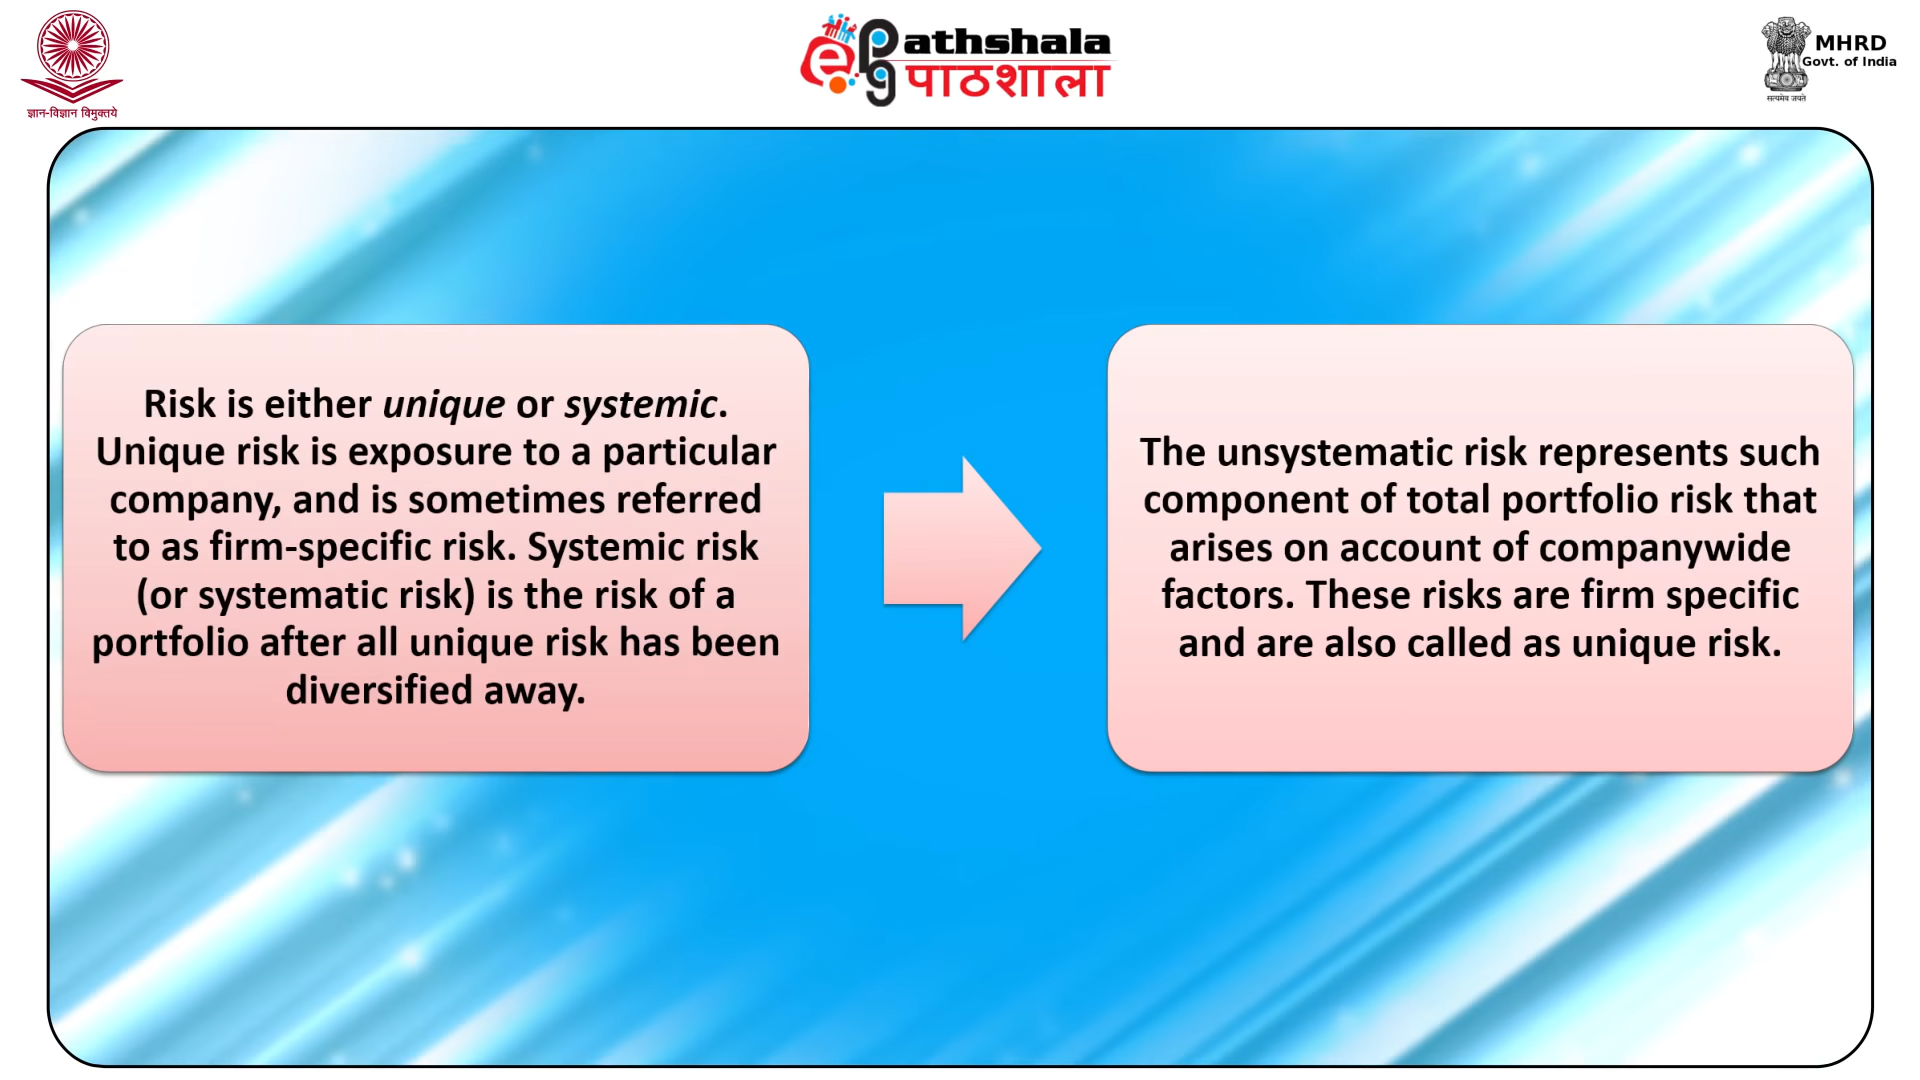 ज्ञान-विज्ञान विमुक्तये
ePG athshala
पाठशाला
MHRD
Govt. of India
सत्यमेव जयते
Risk is either unique or systemic.
Unique risk is exposure to a particular
company, and is sometimes referred
to as firm-specific risk. Systemic risk
(or systematic risk) is the risk of a
portfolio after all unique risk has been
diversified away.
The unsystematic risk represents such
component of total portfolio risk that
arises on account of companywide
factors. These risks are firm specific
and are also called as unique risk.